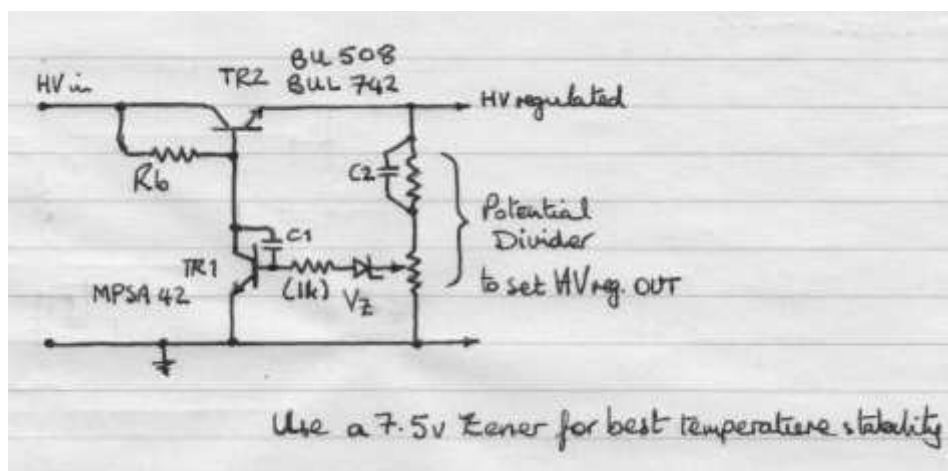 BU 508
TR2 BUL 742
HV in
HV regulated
Rb
C2
Potential
Divider
to set HV reg. OUT
C1
TR1
(1k)
VZ
MPSA 42
Use a 7.5v Zener for best temperature stability